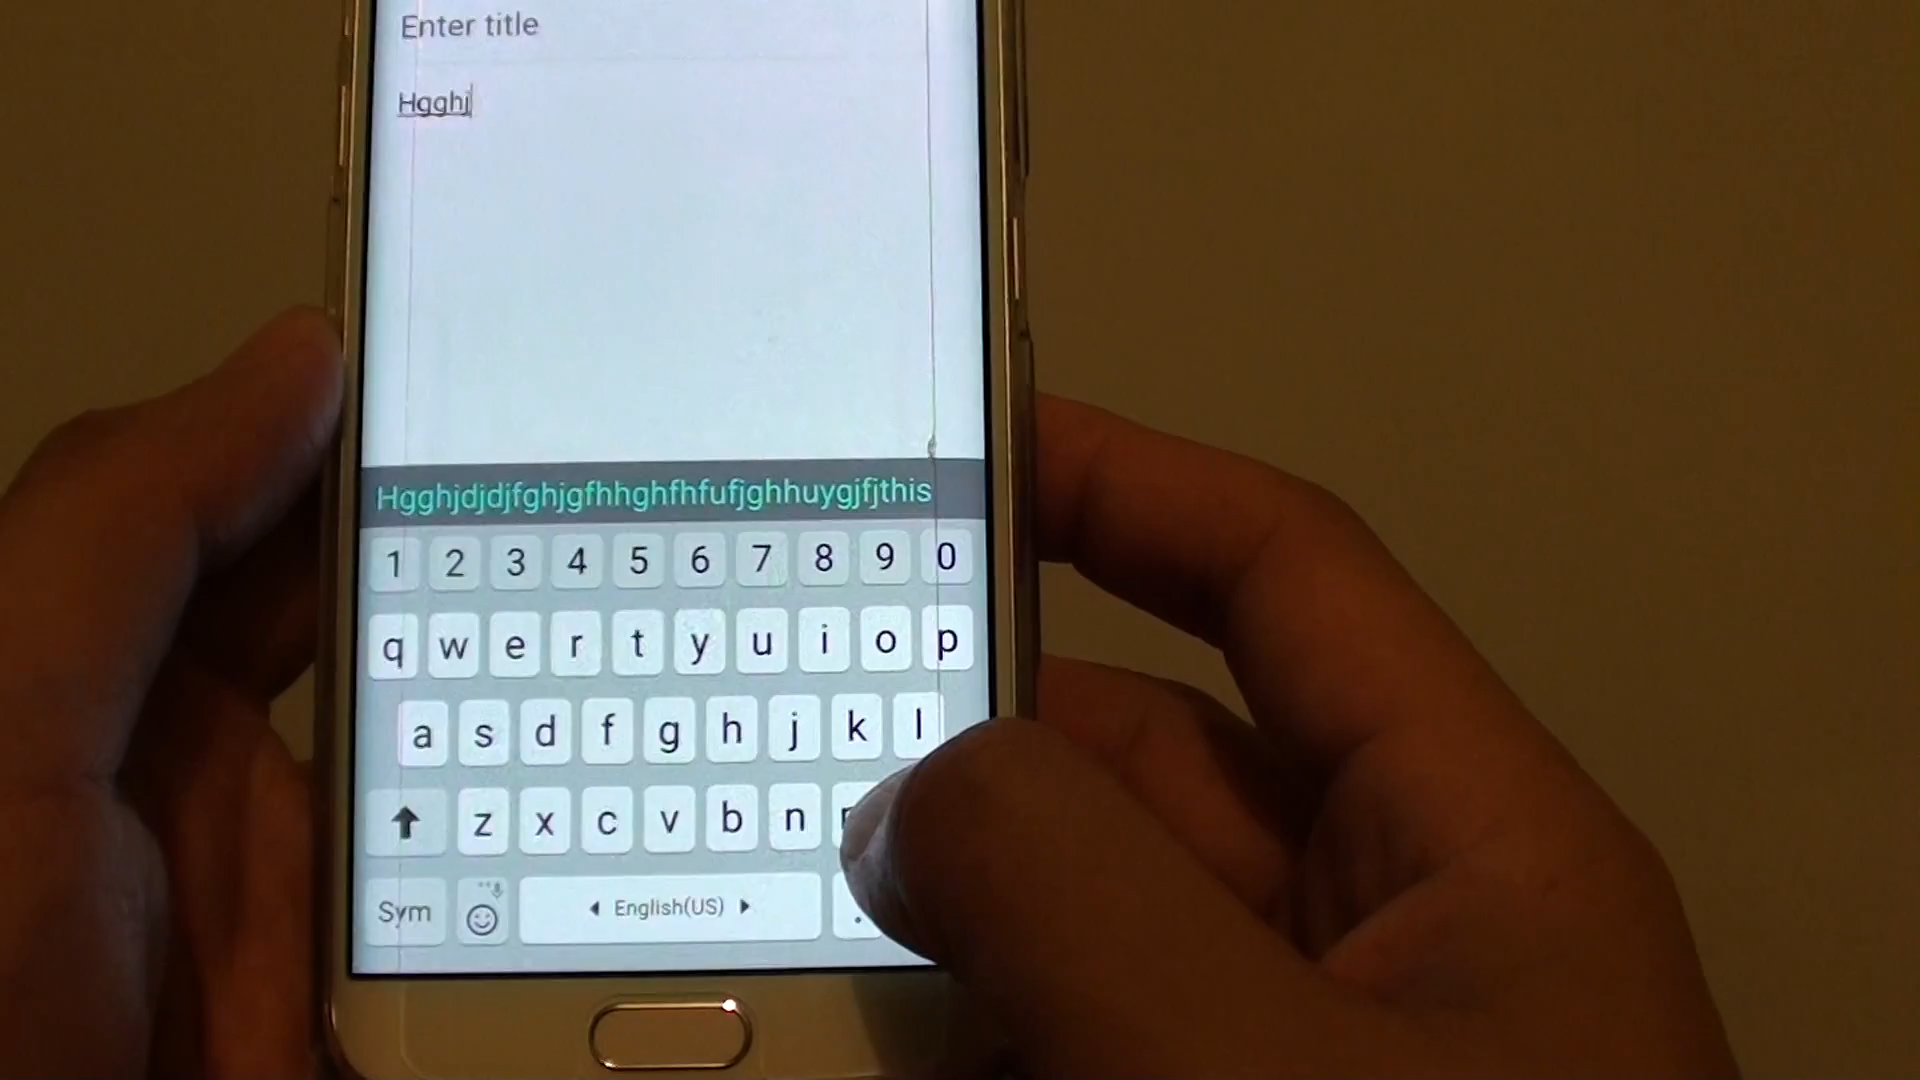 Enter title
Hgghj
Hgghjdjdjfghjgfhhghfhfufjghhuygjfjthis
1 2 3 4 5 6 7 8 9 0
q w e r t y u i o p
a s d f g h j k l
z x c v b n
Sym English(US) .